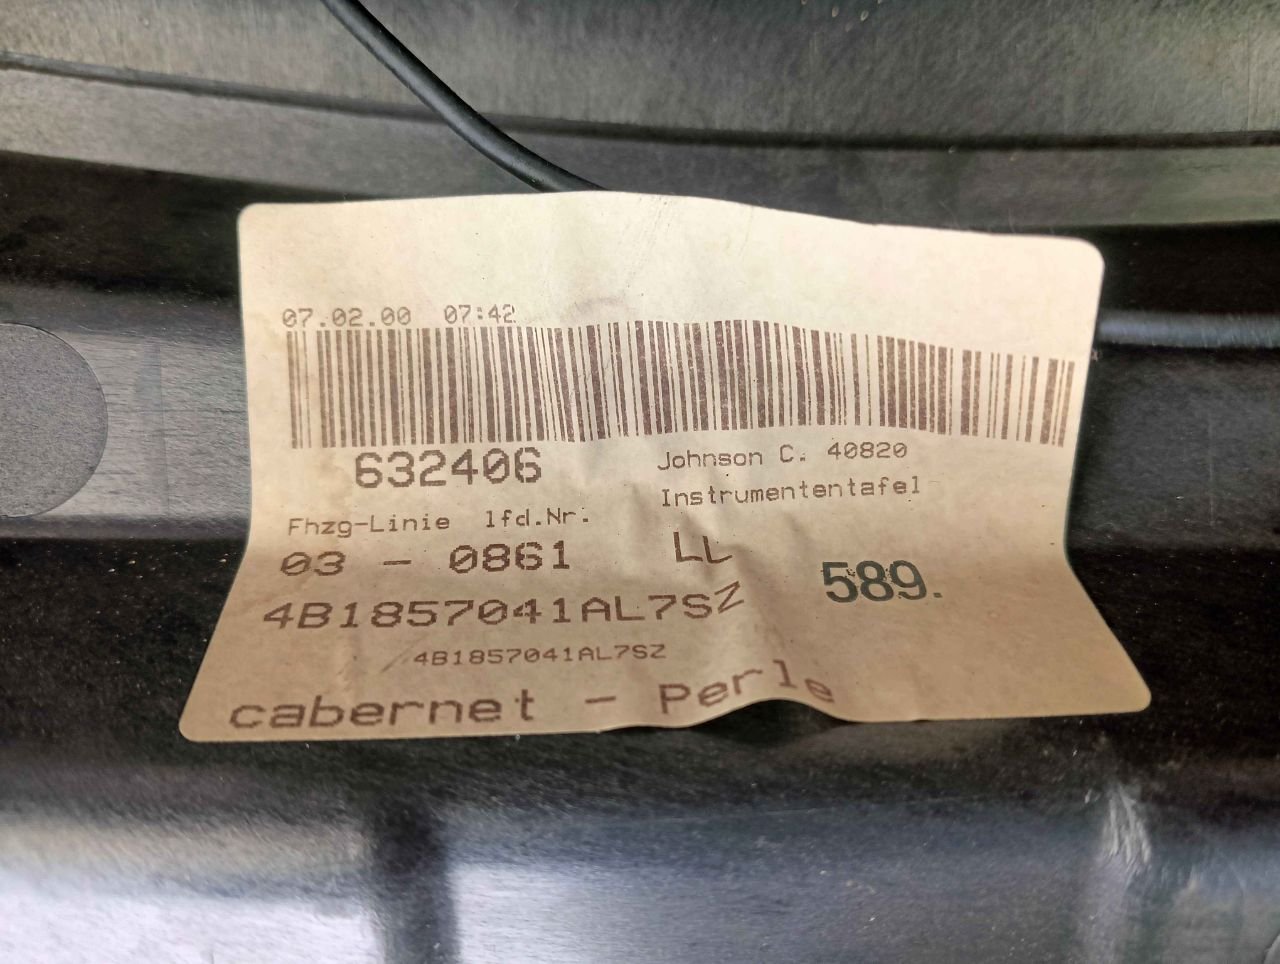 07.02.00 07:42
632406
Johnson C. 40820
Instrumententafel
Fhzg-Linie lfd.Nr:
03 - 0861 LL
589.
4B1857041AL7SZ
4B1857041AL7SZ
cabernet - Perle